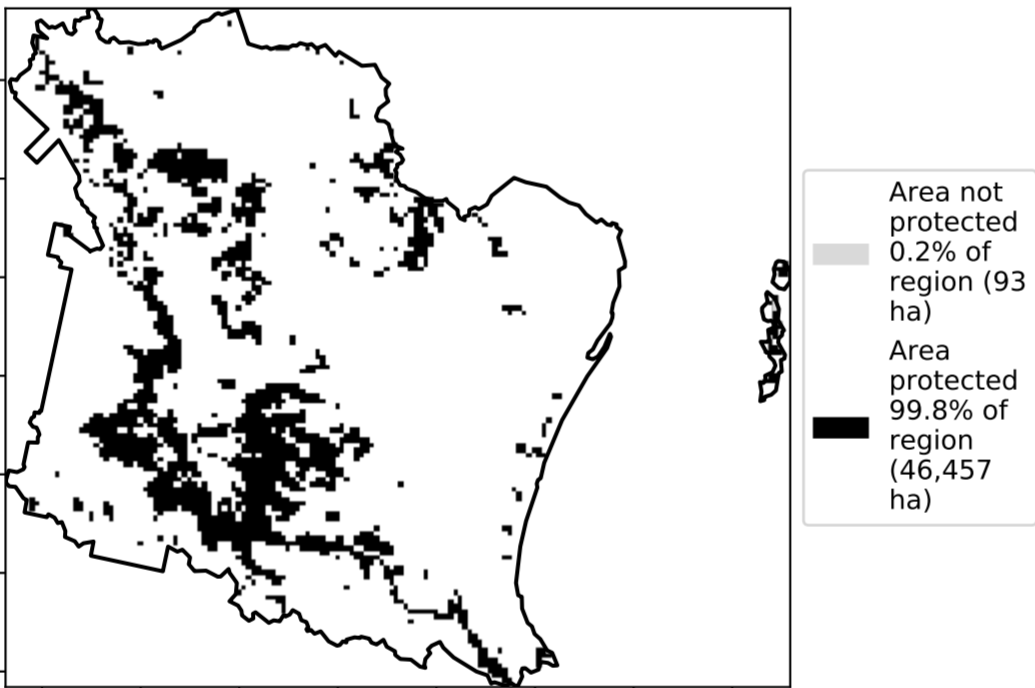 Area not
protected
0.2% of
region (93
ha)
Area
protected
99.8% of
region
(46,457
ha)